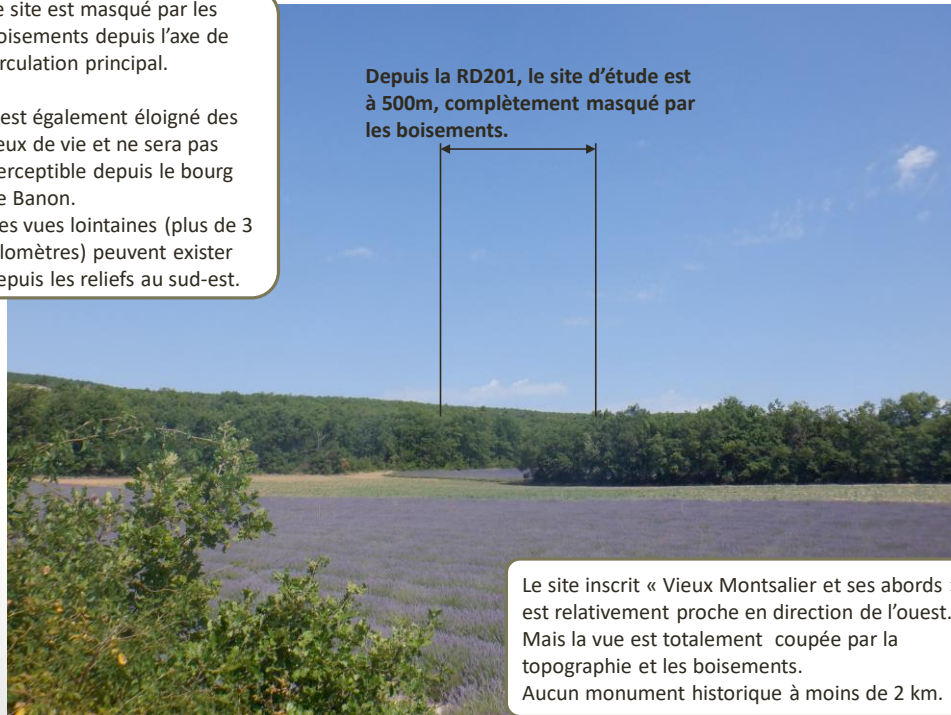 e site est masqué par les
oisements depuis l’axe de
rculation principal.
est également éloigné des
eux de vie et ne sera pas
erceptible depuis le bourg
e Banon.
es vues lointaines (plus de 3
lomètres) peuvent exister
epuis les reliefs au sud-est.
Depuis la RD201, le site d’étude est
à 500m, complètement masqué par
les boisements.
Le site inscrit « Vieux Montsalier et ses abords »
est relativement proche en direction de l’ouest.
Mais la vue est totalement coupée par la
topographie et les boisements.
Aucun monument historique à moins de 2 km.